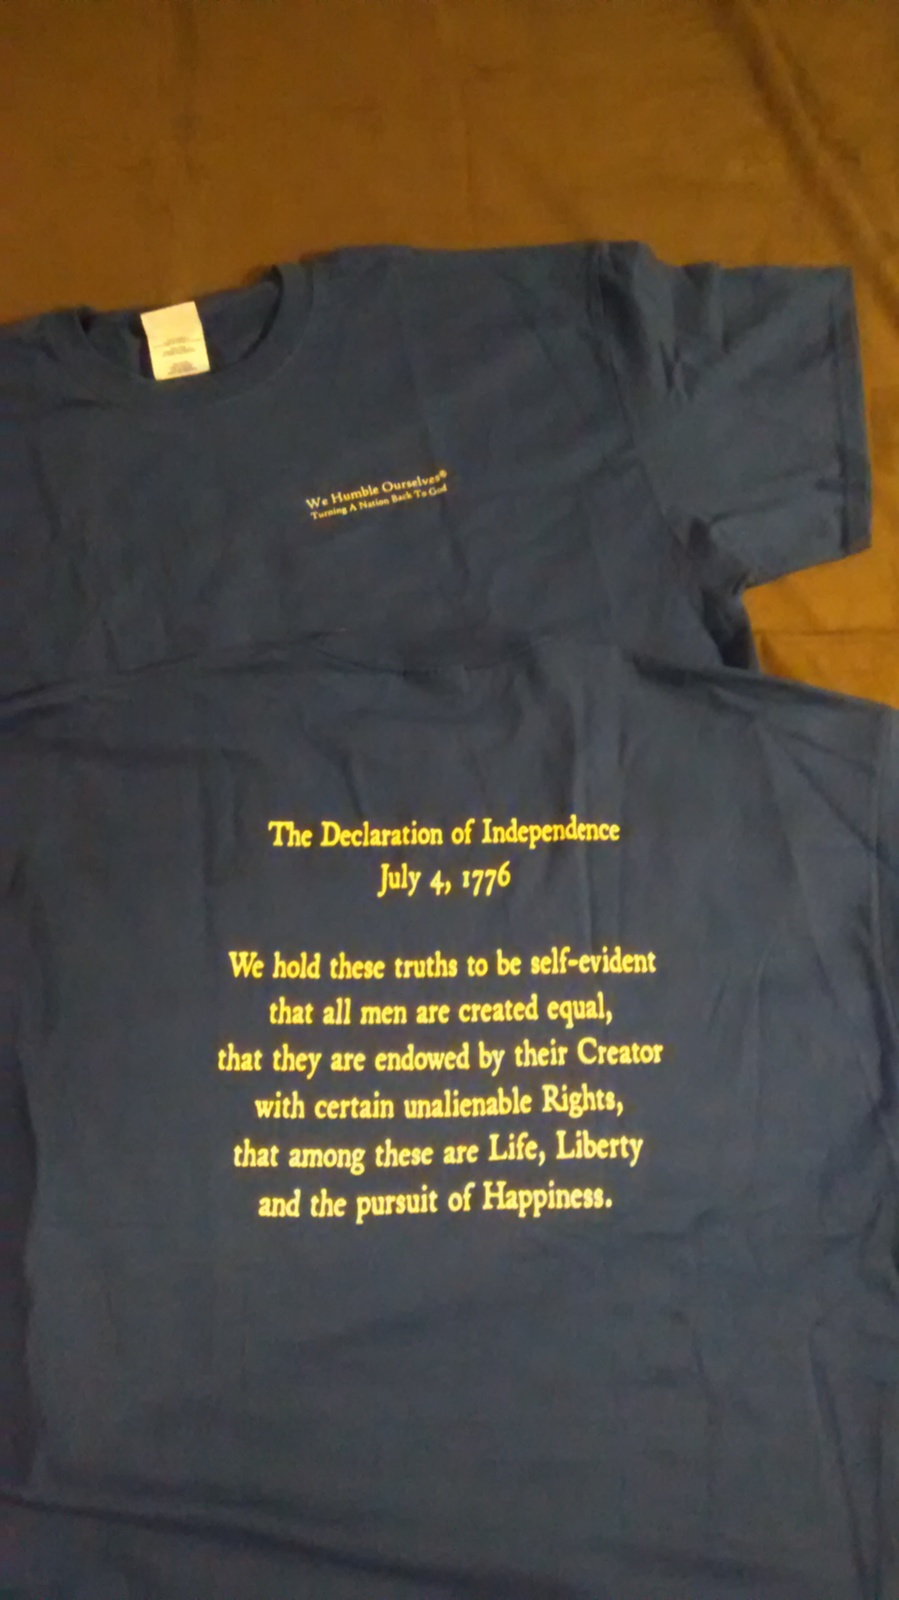 We Humble Ourselves®
Turning A Nation Back To God
The Declaration of Independence
July 4, 1776
We hold these truths to be self-evident
that all men are created equal,
that they are endowed by their Creator
with certain unalienable Rights,
that among these are Life, Liberty
and the pursuit of Happiness.